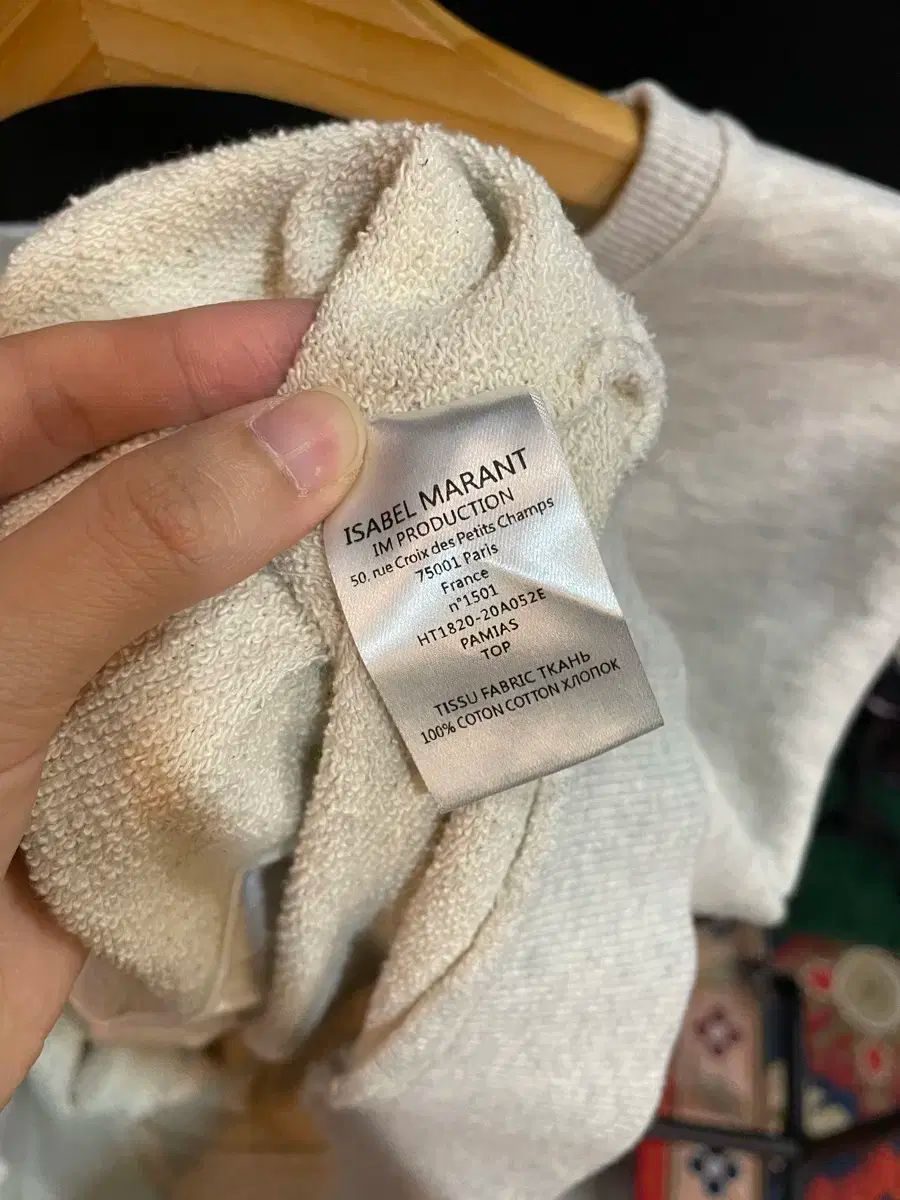 ISABEL MARANT
IM PRODUCTION
50, rue Croix des Petits Champs
75001 Paris
France
n°1501
HT1820-20A052E
PAMIAS
TOP
TISSU FABRIC ТКАНЬ
100% COTON COTTON ХЛОПОК